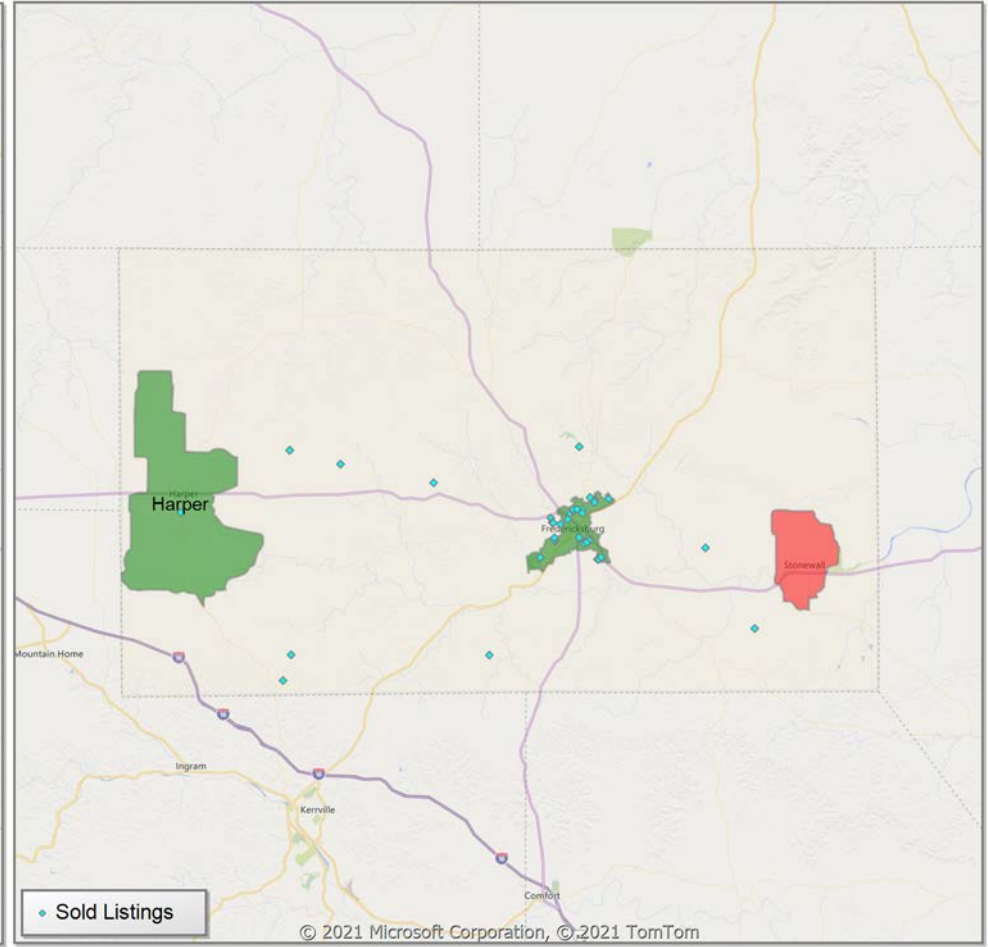 Harper
Harper
Fredericksburg
Stonewall
Mountain Home
Ingram
Kerrville
Comfort
Sold Listings
© 2021 Microsoft Corporation, © 2021 TomTom